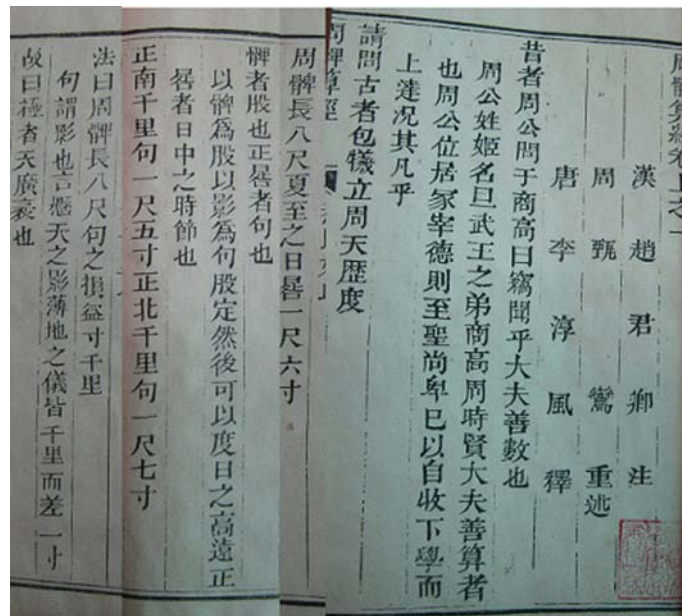 周髀算經卷上之一
漢趙君卿注
周甄鸞重述
唐李淳風釋
昔者周公問于商高曰竊聞乎大夫善數也
周公姓姬名旦武王之弟商高周時賢大夫善算者
也周公位居冢宰德則至聖尚卑已以自收下學而
上達況其凡乎
請問古者包犧立周天歷度
周髀算經
周髀長八尺夏至之日晷一尺六寸
髀者股也正晷者句也
以髀為股以影為句股定然後可以度日之高遠正
晷者日中之時節也
正南千里句一尺五寸正北千里句一尺七寸
法曰周髀長八尺句之損益寸千里
句謂影也言懸天之影薄地之儀皆千里而差一寸
故曰極者天廣袤也